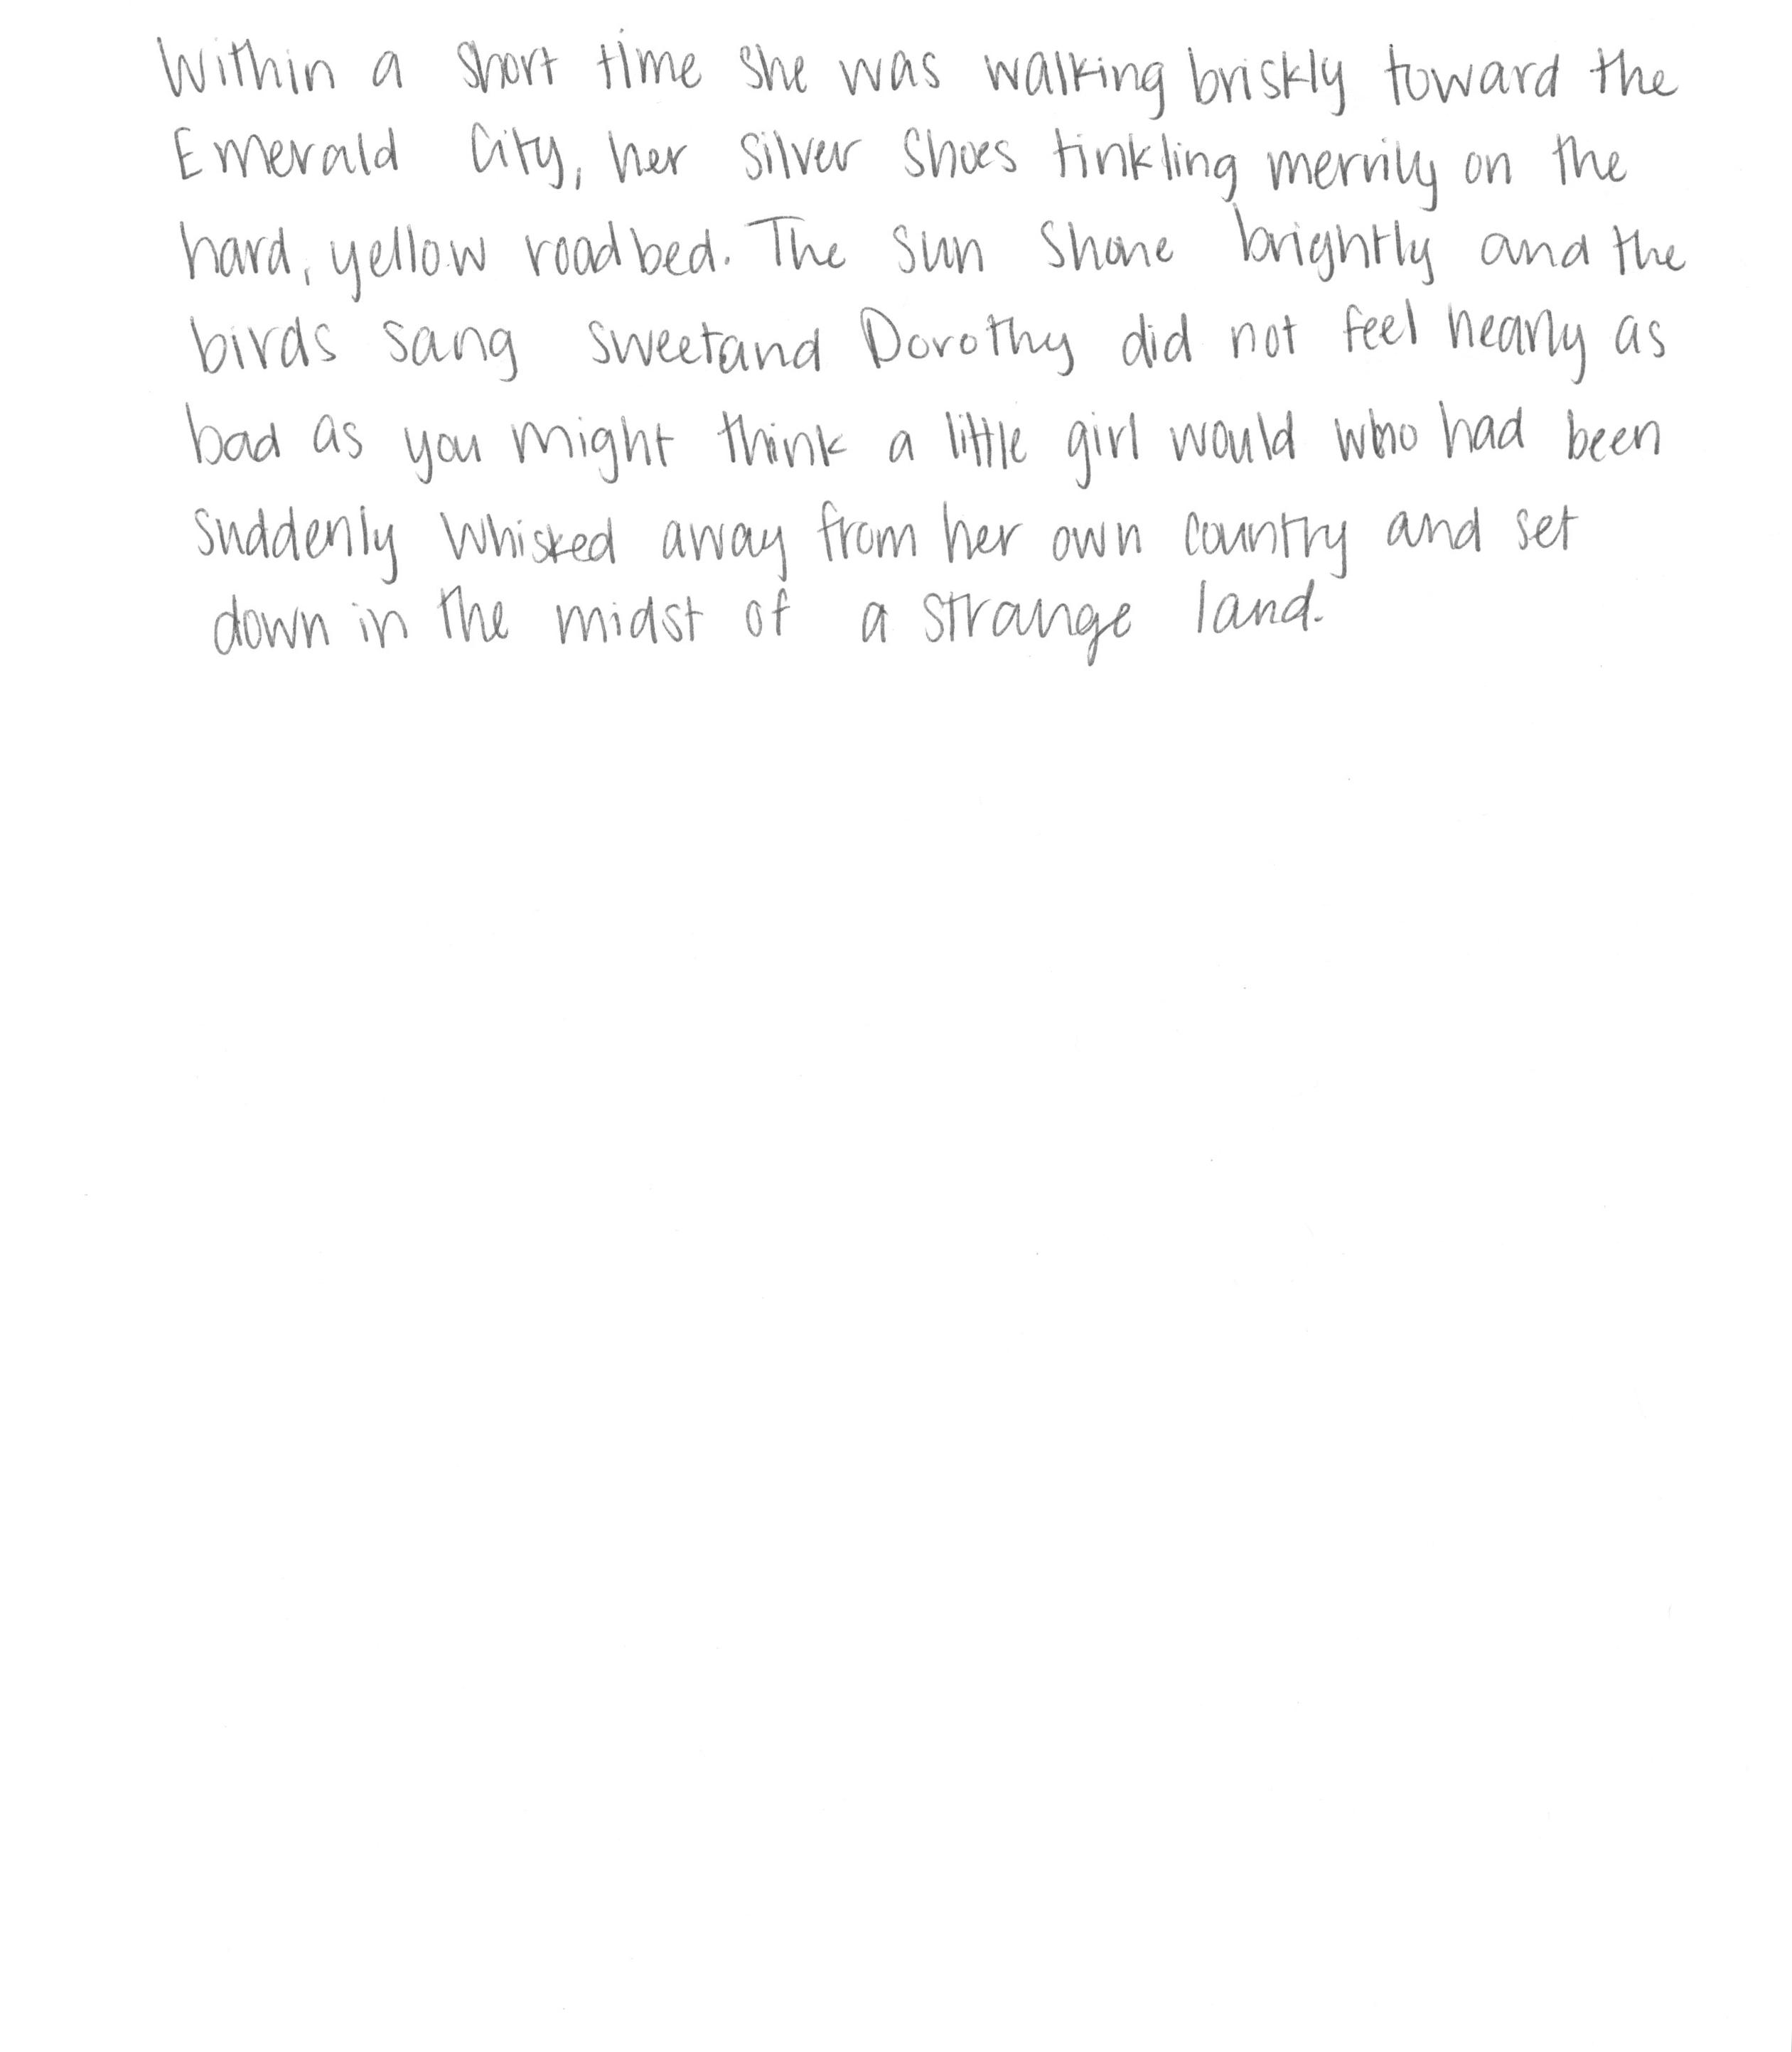 Within a short time she was walking briskly toward the
Emerald City, her silver shoes tinkling merrily on the
hard, yellow roadbed. The sun shone brightly and the
birds sang sweet and Dorothy did not feel nearly as
bad as you might think a little girl would who had been
suddenly whisked away from her own country and set
down in the midst of a strange land.